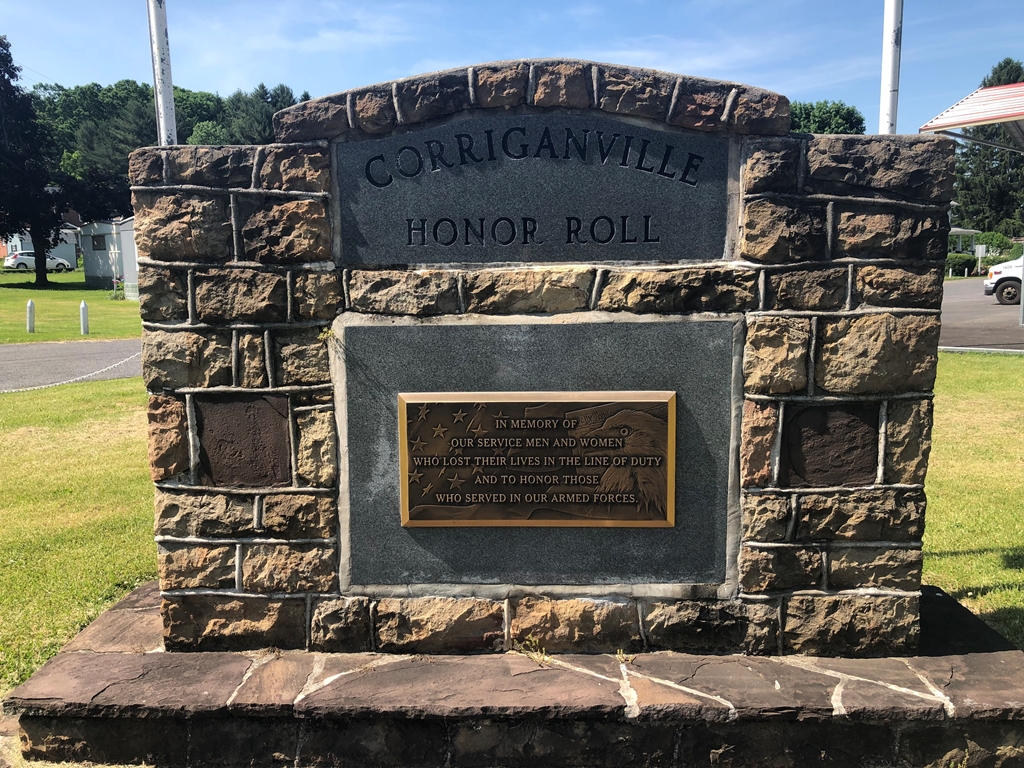 CORRIGANVILLE
HONOR ROLL
IN MEMORY OF
OUR SERVICE MEN AND WOMEN
WHO LOST THEIR LIVES IN THE LINE OF DUTY
AND TO HONOR THOSE
WHO SERVED IN OUR ARMED FORCES.